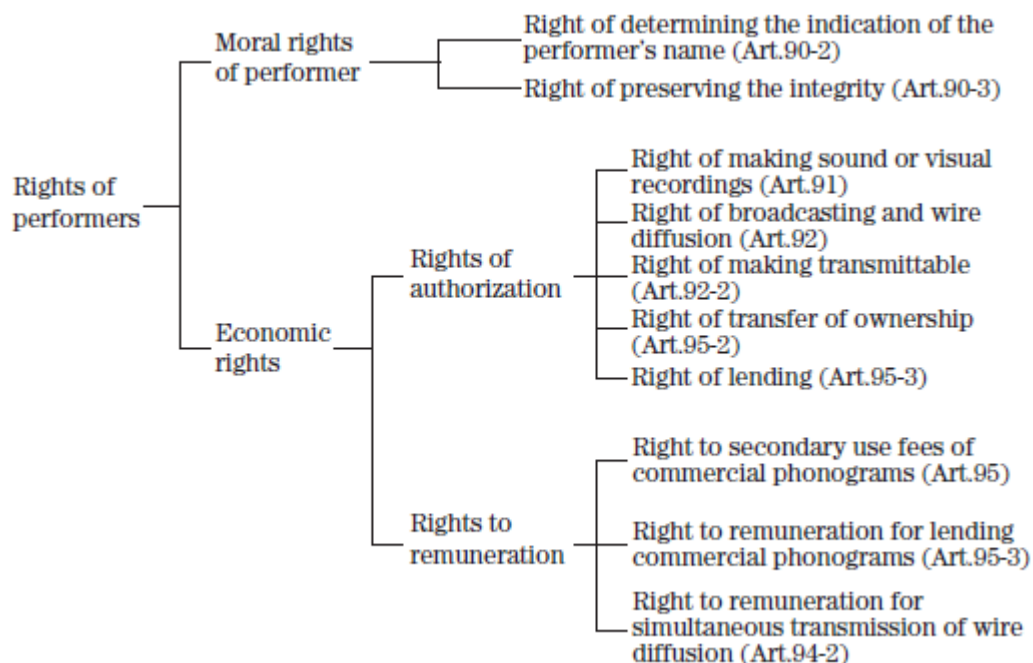 Moral rights
of performer
Right of determining the indication of the
performer's name (Art.90-2)
Right of preserving the integrity (Art.90-3)
Rights of
performers
Right of making sound or visual
recordings (Art.91)
Right of broadcasting and wire
diffusion (Art.92)
Rights of
authorization
Right of making transmittable
(Art.92-2)
Right of transfer of ownership
(Art.95-2)
Right of lending (Art.95-3)
Economic
rights
Right to secondary use fees of
commercial phonograms (Art.95)
Rights to
remuneration
Right to remuneration for lending
commercial phonograms (Art.95-3)
Right to remuneration for
simultaneous transmission of wire
diffusion (Art.94-2)